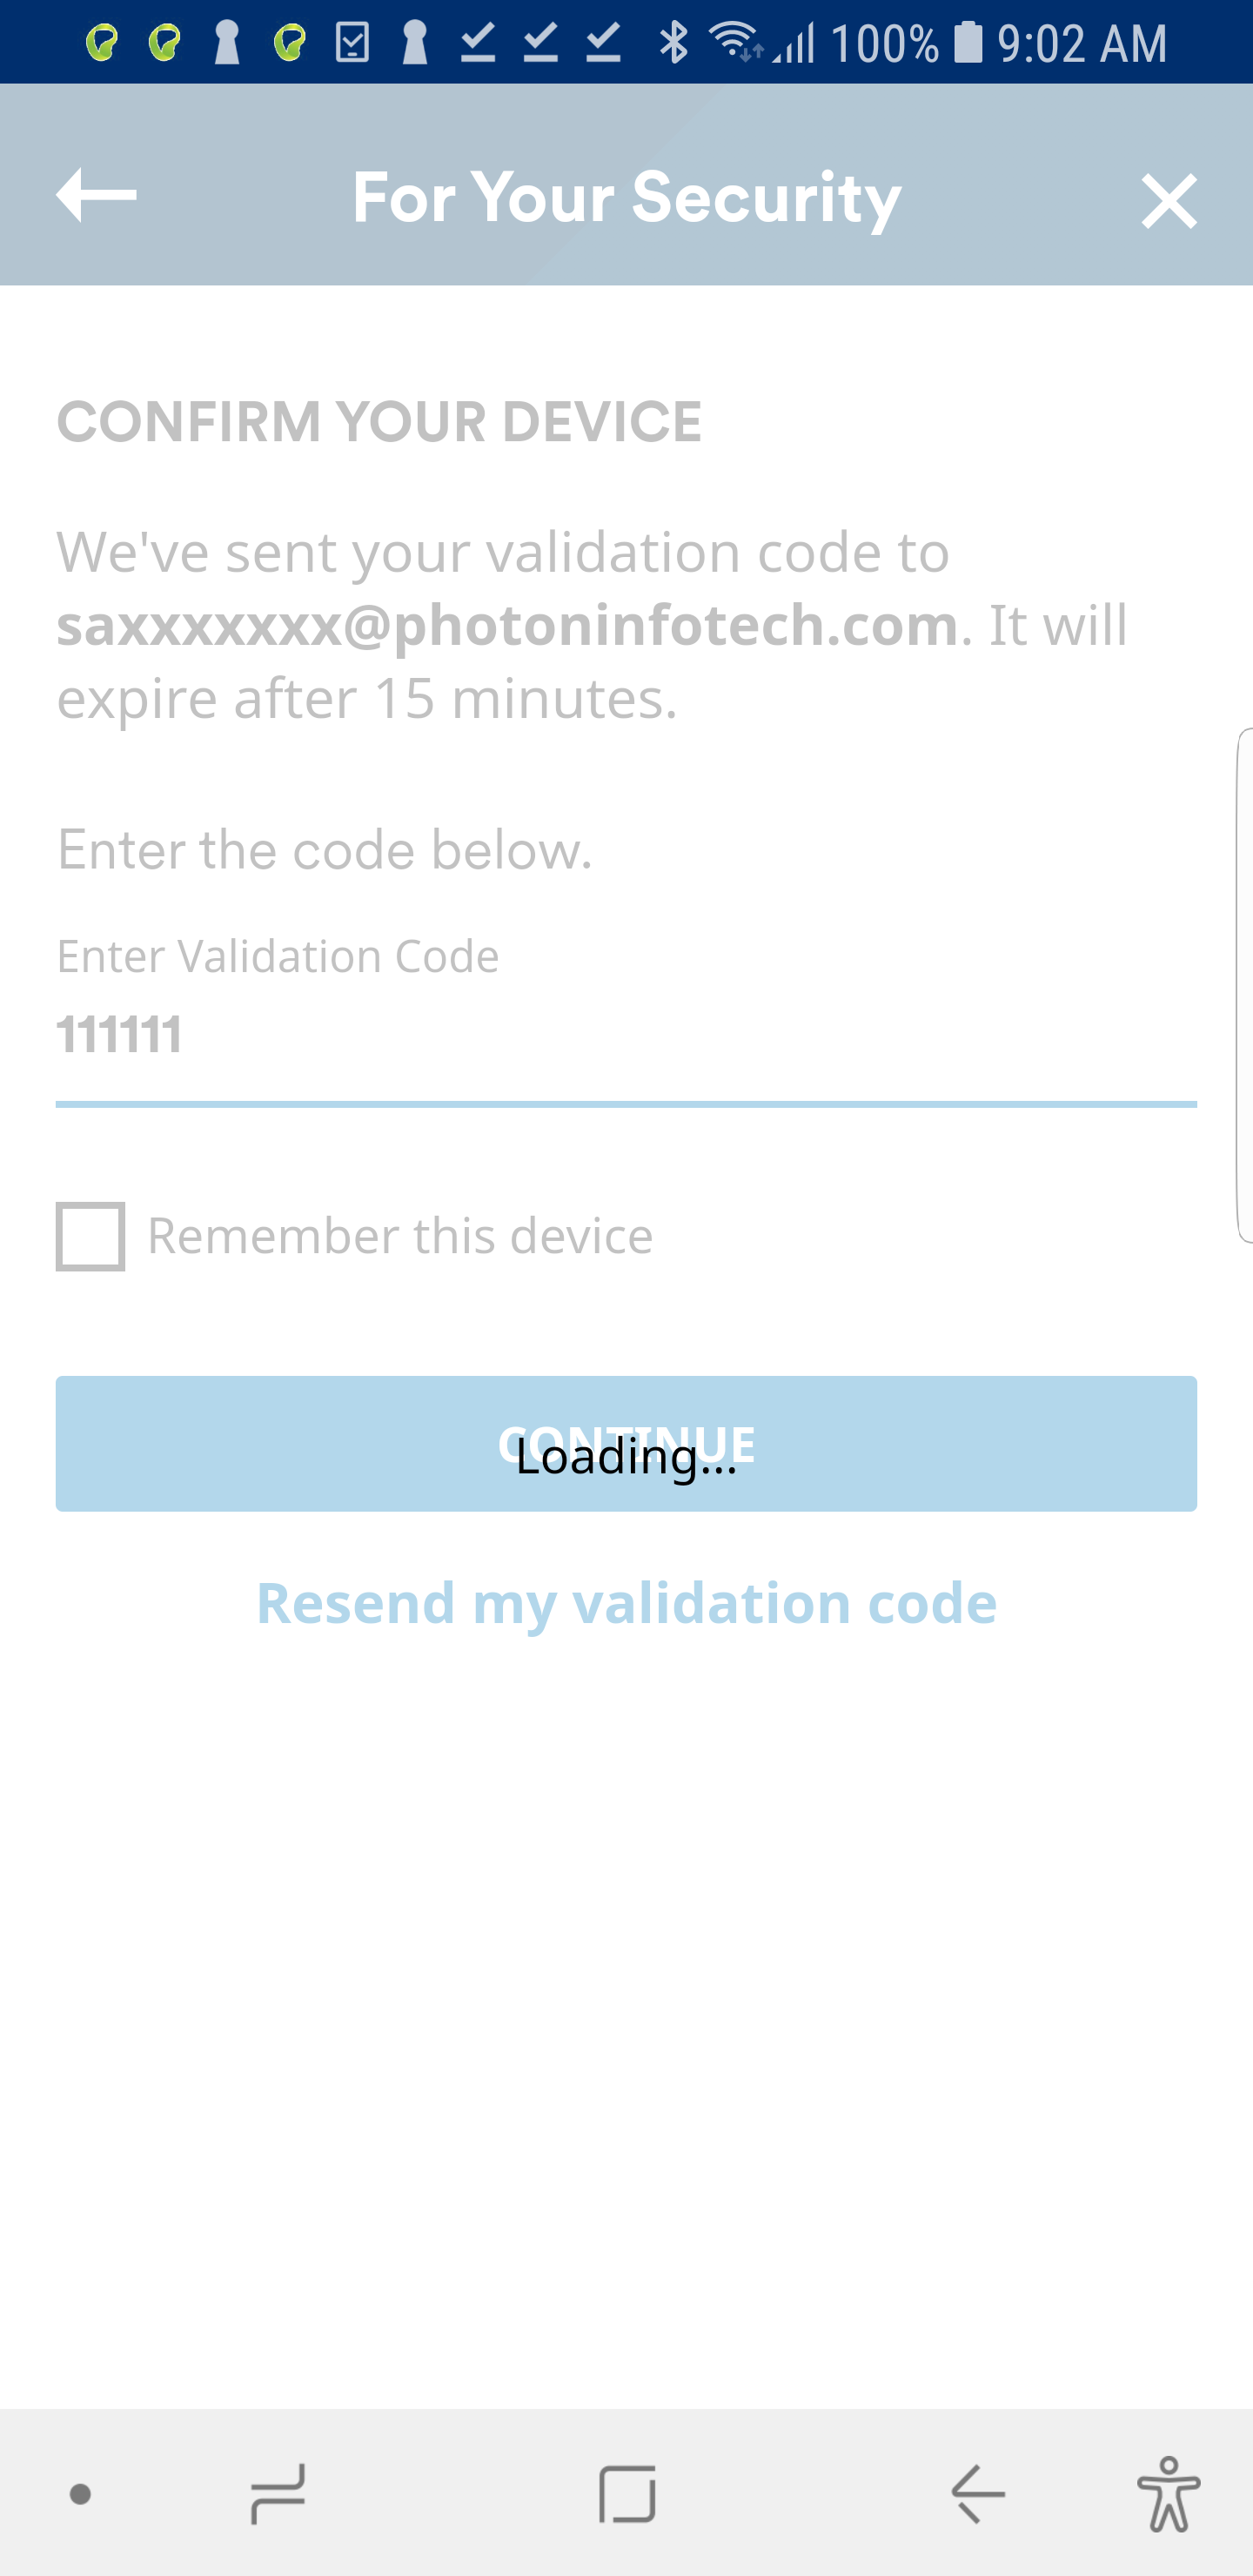 100% 9:02 AM
For Your Security
CONFIRM YOUR DEVICE
We've sent your validation code to
saxxxxxxx@photoninfotech.com. It will
expire after 15 minutes.
Enter the code below.
Enter Validation Code
111111
Remember this device
CONTINUE
Loading...
Resend my validation code